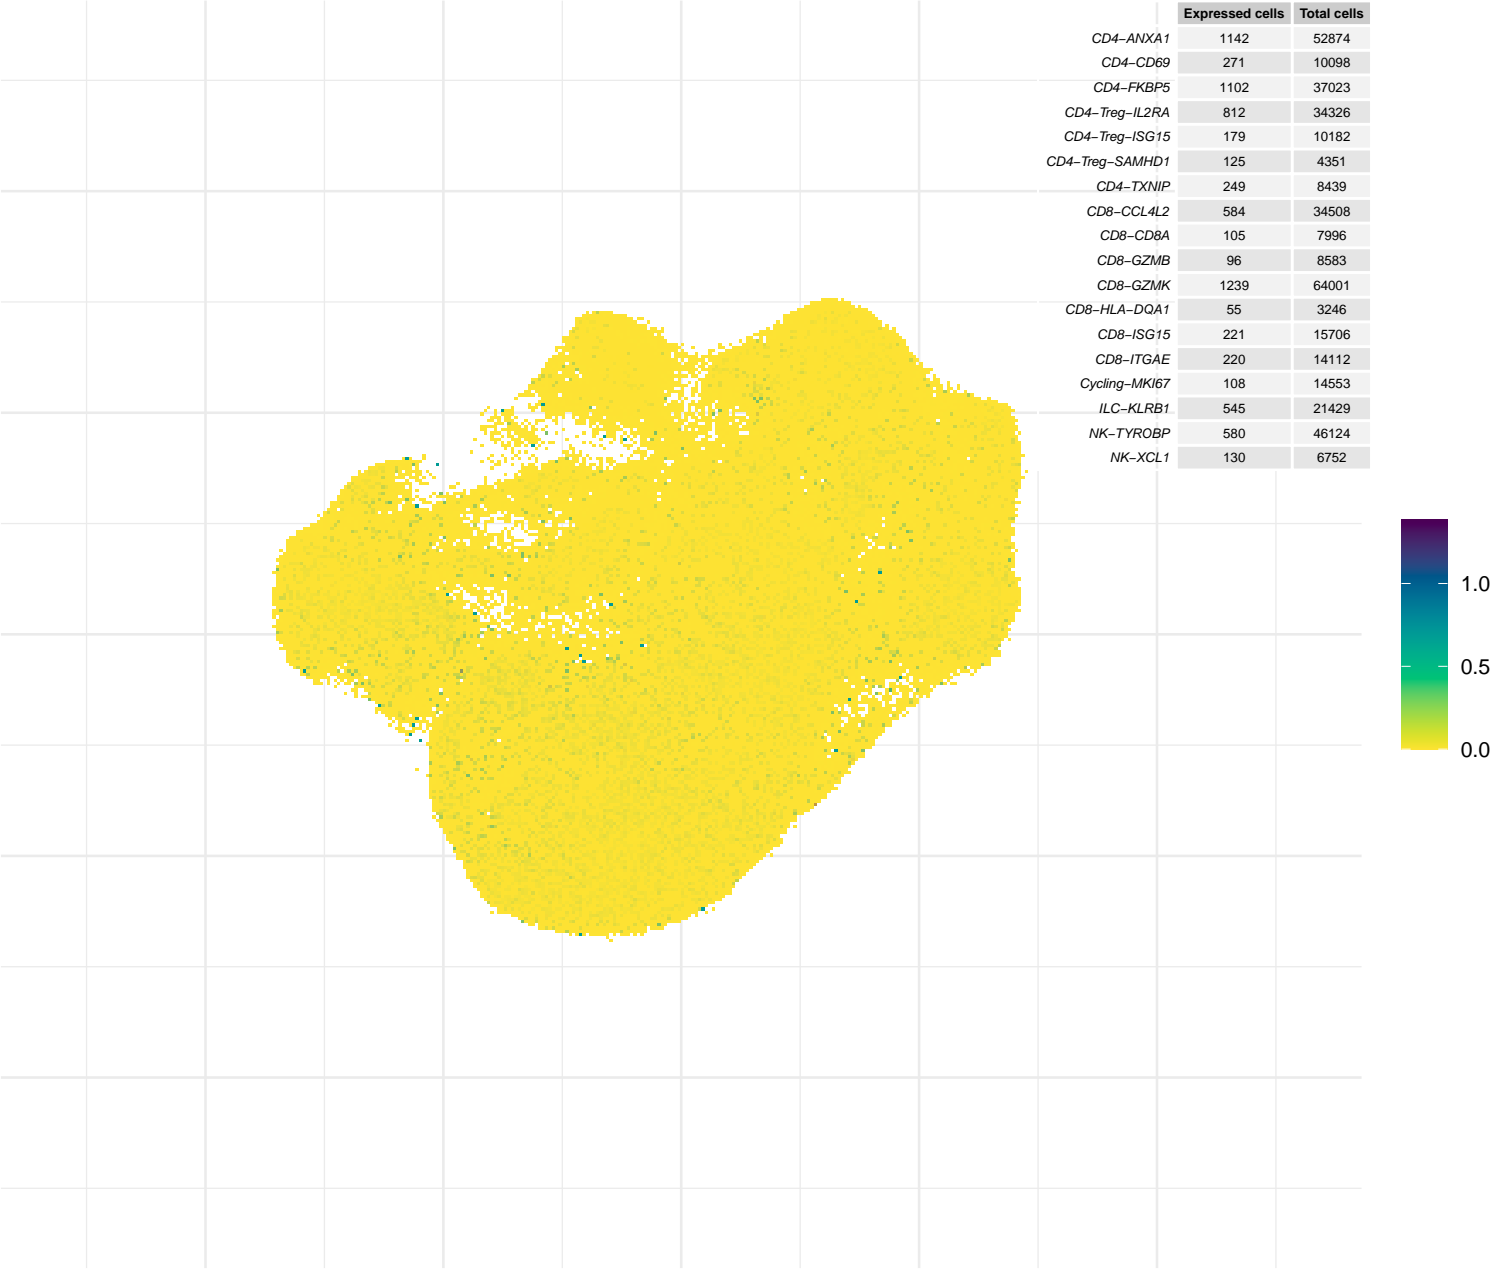 Expressed cells Total cells
CD4−ANXA1 1142 52874
CD4−CD69 271 10098
CD4−FKBP5 1102 37023
CD4−Treg−IL2RA 812 34326
CD4−Treg−ISG15 179 10182
CD4−Treg−SAMHD1 125 4351
CD4−TXNIP 249 8439
CD8−CCL4L2 584 34508
CD8−CD8A 105 7996
CD8−GZMB 96 8583
CD8−GZMK 1239 64001
CD8−HLA−DQA1 55 3246
CD8−ISG15 221 15706
CD8−ITGAE 220 14112
Cycling−MKI67 108 14553
ILC−KLRB1 545 21429
NK−TYROBP 580 46124
NK−XCL1 130 6752
1.0
0.5
0.0